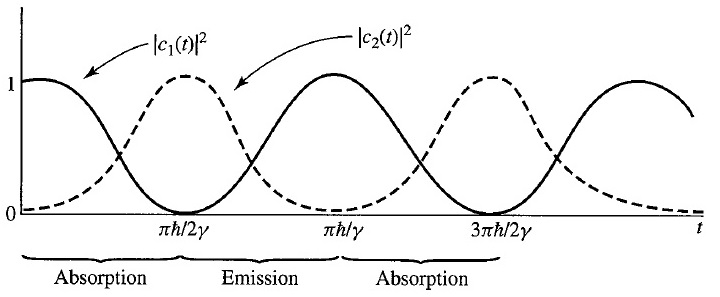 |c₁(t)|²
|c₂(t)|²
1
0
πħ/2γ
πħ/γ
3πħ/2γ
t
Absorption
Emission
Absorption